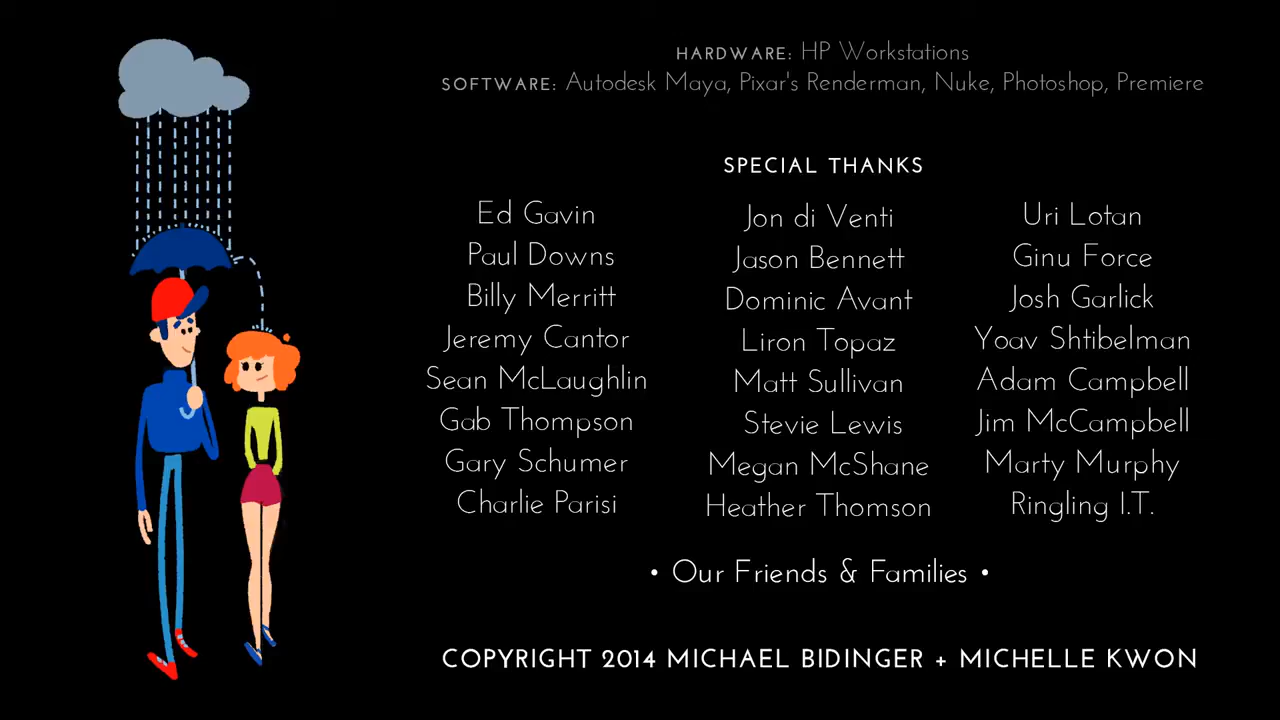 HARDWARE: HP Workstations
SOFTWARE: Autodesk Maya, Pixar's Renderman, Nuke, Photoshop, Premiere
SPECIAL THANKS
Ed Gavin
Paul Downs
Billy Merritt
Jeremy Cantor
Sean McLaughlin
Gab Thompson
Gary Schumer
Charlie Parisi
Jon di Venti
Jason Bennett
Dominic Avant
Liron Topaz
Matt Sullivan
Stevie Lewis
Megan McShane
Heather Thomson
Uri Lotan
Ginu Force
Josh Garlick
Yoav Shtibelman
Adam Campbell
Jim McCampbell
Marty Murphy
Ringling I.T.
• Our Friends & Families •
COPYRIGHT 2014 MICHAEL BIDINGER + MICHELLE KWON